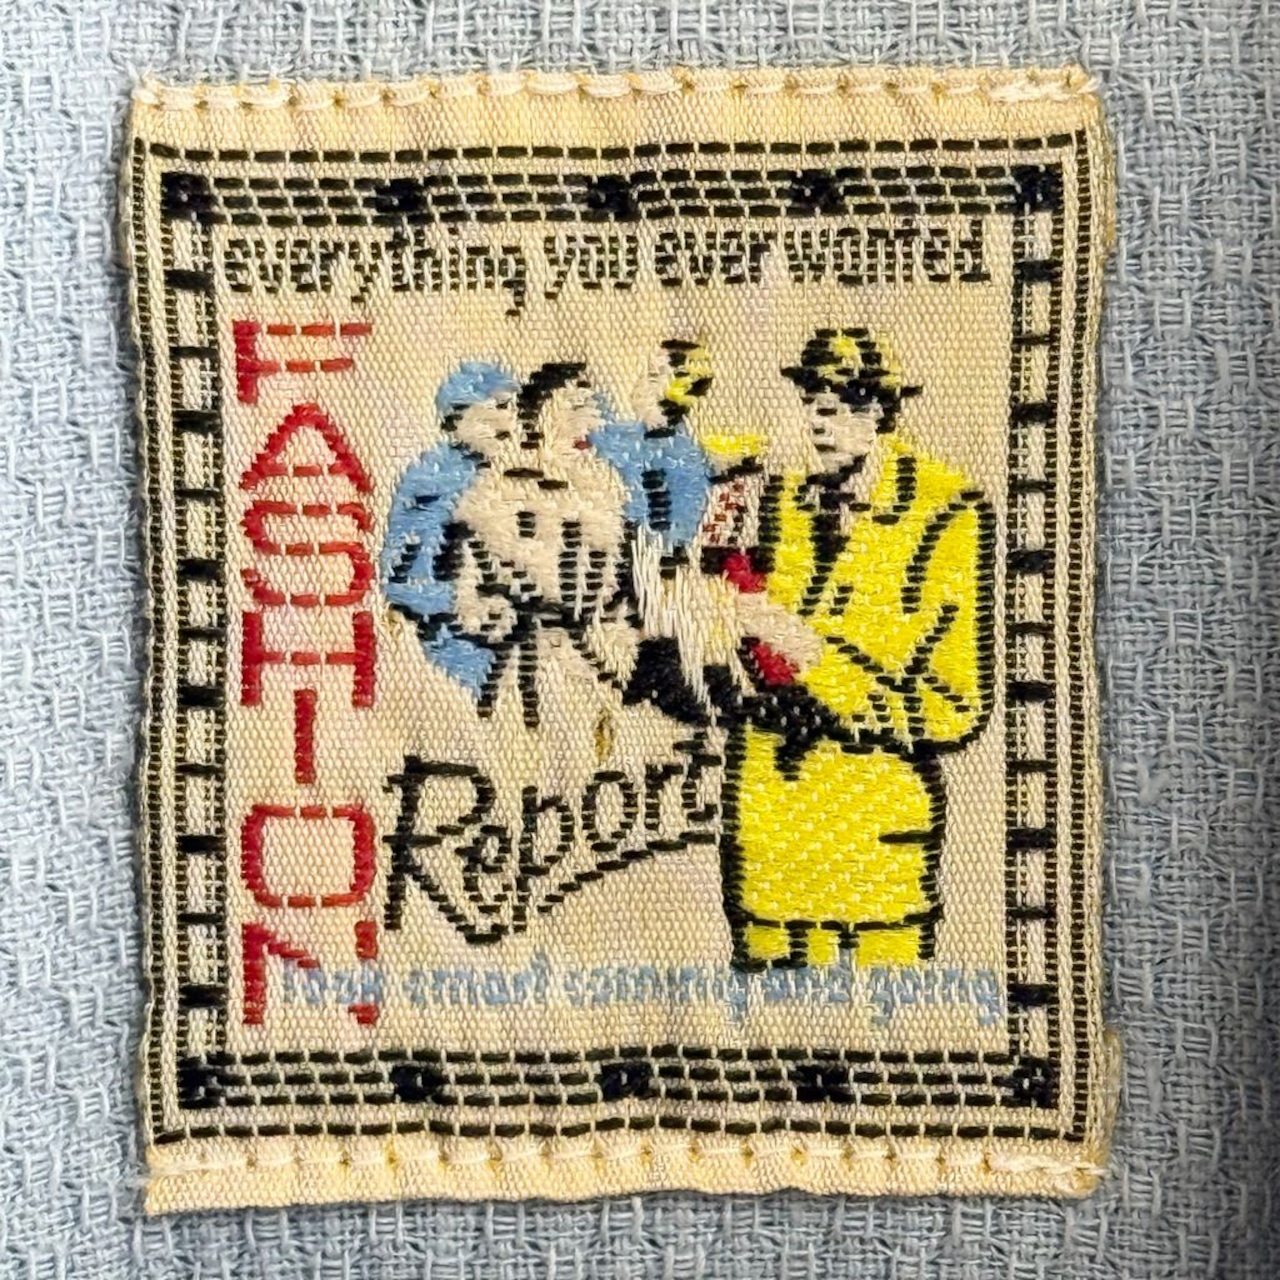 everything you ever wanted
FASHION
Report
look smart coming and going